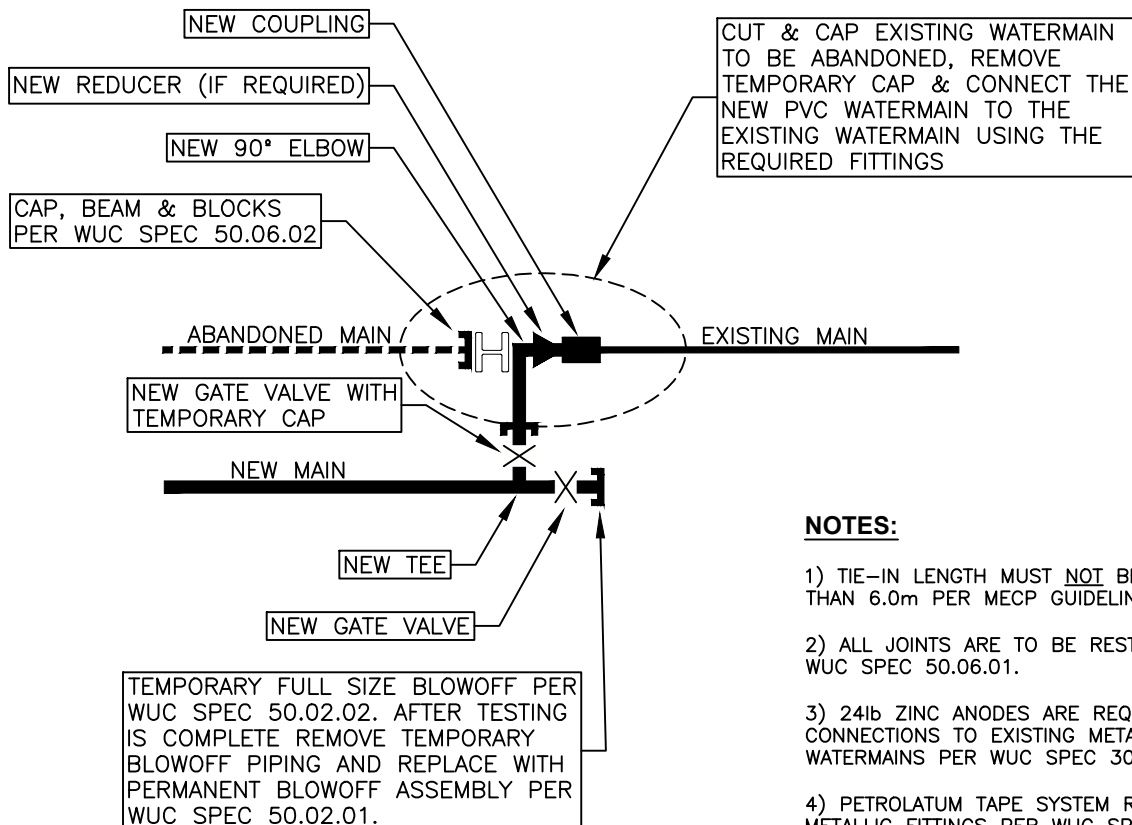 NEW COUPLING
NEW REDUCER (IF REQUIRED)
NEW 90° ELBOW
CAP, BEAM & BLOCKS
PER WUC SPEC 50.06.02
CUT & CAP EXISTING WATERMAIN
TO BE ABANDONED, REMOVE
TEMPORARY CAP & CONNECT THE
NEW PVC WATERMAIN TO THE
EXISTING WATERMAIN USING THE
REQUIRED FITTINGS
ABANDONED MAIN
EXISTING MAIN
NEW GATE VALVE WITH
TEMPORARY CAP
NEW MAIN
NEW TEE
NEW GATE VALVE
TEMPORARY FULL SIZE BLOWOFF PER
WUC SPEC 50.02.02. AFTER TESTING
IS COMPLETE REMOVE TEMPORARY
BLOWOFF PIPING AND REPLACE WITH
PERMANENT BLOWOFF ASSEMBLY PER
WUC SPEC 50.02.01.
NOTES:
1) TIE-IN LENGTH MUST NOT
THAN 6.0m PER MECP
2) ALL JOINTS ARE TO BE
WUC SPEC 50.06.01.
3) 24lb ZINC ANODES ARE
CONNECTIONS TO EXISTING
WATERMAINS PER WUC SPEC
4) PETROLATUM TAPE SYSTEM
METALLIC FITTINGS PER WUC